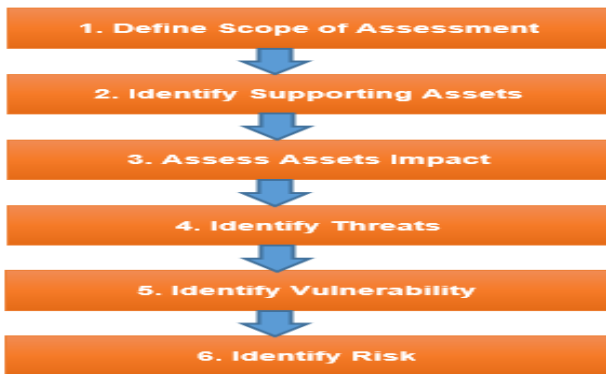 1. Define Scope of Assessment
2. Identify Supporting Assets
3. Assess Assets Impact
4. Identify Threats
5. Identify Vulnerability
6. Identify Risk